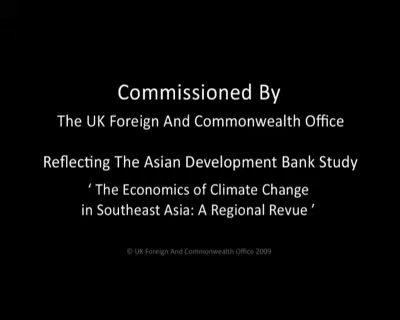 Commissioned By
The UK Foreign And Commonwealth Office
Reflecting The Asian Development Bank Study
‘ The Economics of Climate Change
in Southeast Asia: A Regional Revue ’
© UK Foreign And Commonwealth Office 2009